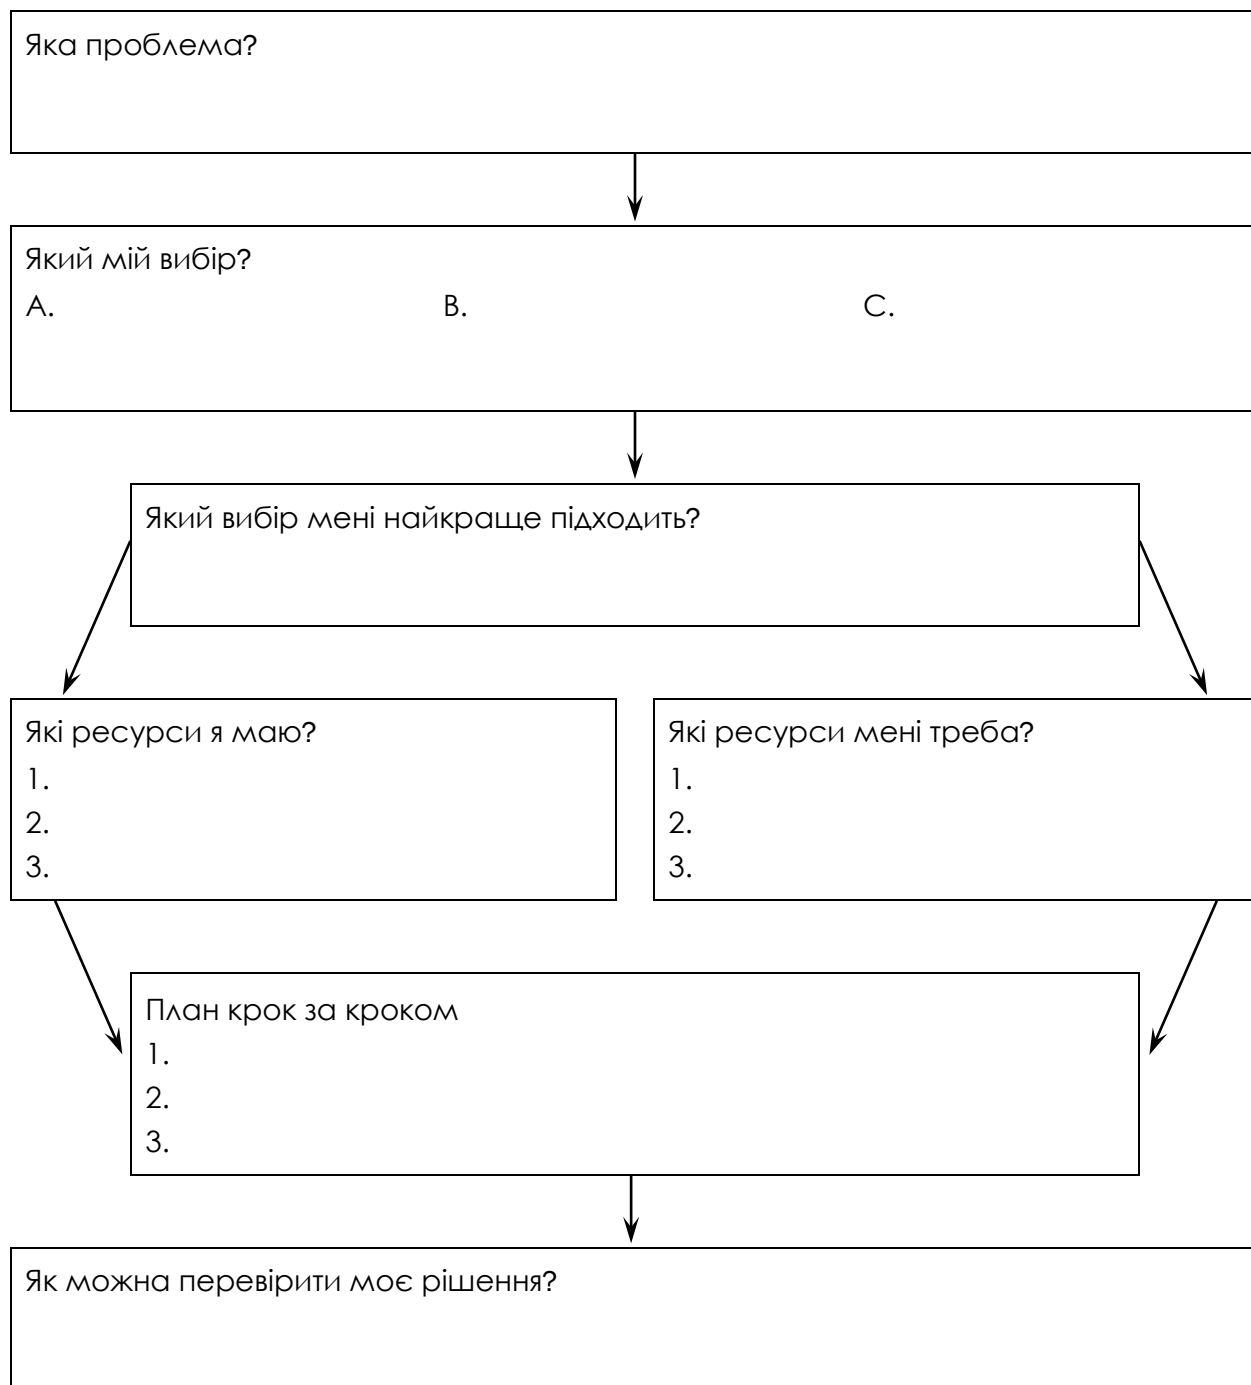 Яка проблема?
Який мій вибір?
A. B. C.
Який вибір мені найкраще підходить?
Які ресурси я маю?
1.
2.
3.
Які ресурси мені треба?
1.
2.
3.
План крок за кроком
1.
2.
3.
Як можна перевірити моє рішення?